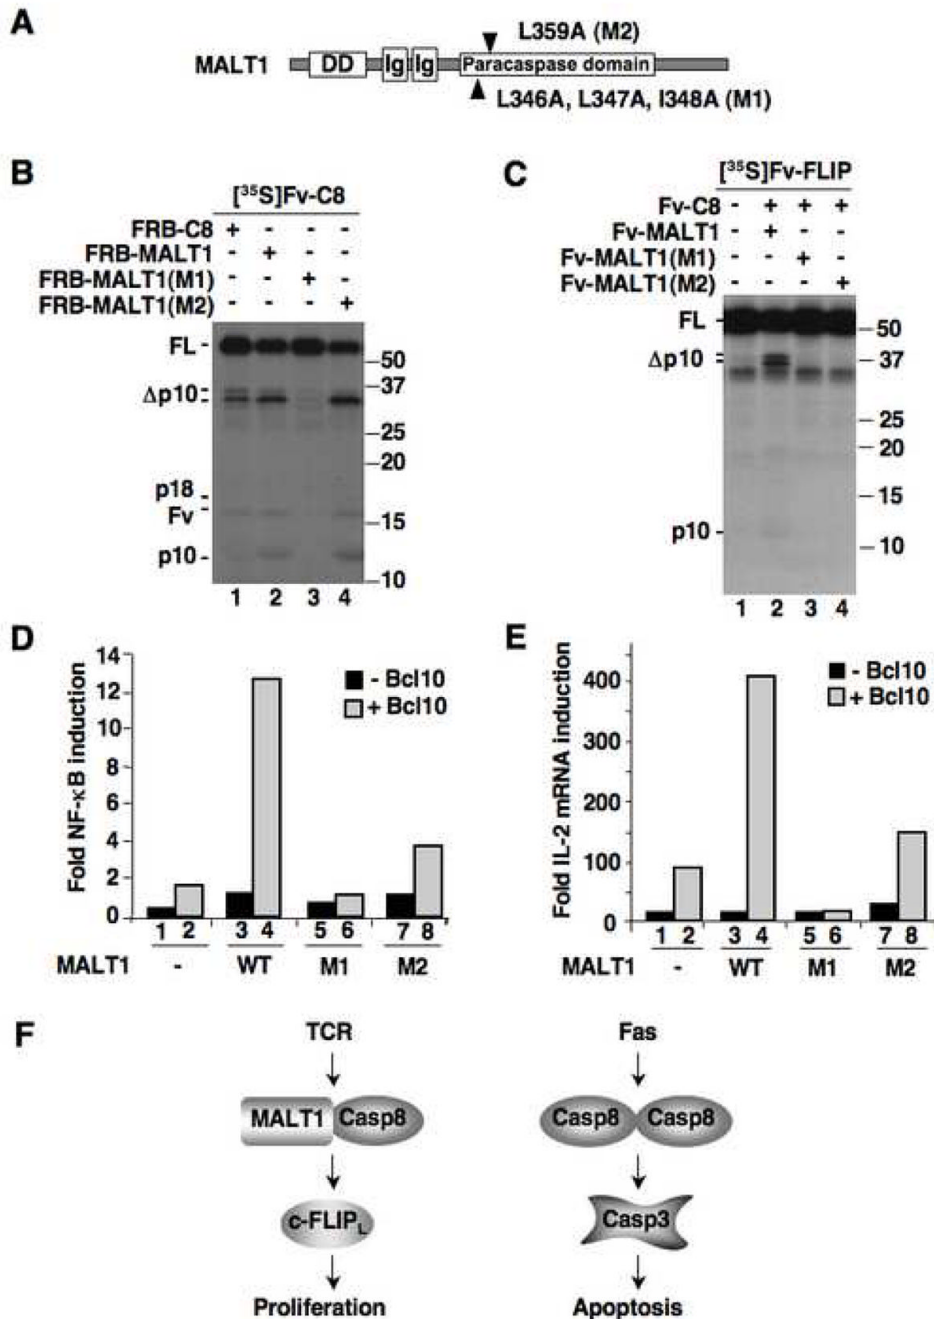 A
L359A (M2)
MALT1 DD Ig Ig Paracaspase domain
L346A, L347A, I348A (M1)
B
[³⁵S]Fv-C8
FRB-C8 + - - -
FRB-MALT1 - + - -
FRB-MALT1(M1) - - + -
FRB-MALT1(M2) - - - +
FL
50
Δp10
37
25
20
p18
Fv
15
p10
10
1 2 3 4
C
[³⁵S]Fv-FLIP
Fv-C8 - + + +
Fv-MALT1 - + - -
Fv-MALT1(M1) - - + -
Fv-MALT1(M2) - - - +
FL
50
Δp10
37
25
20
15
p10
10
1 2 3 4
D
Fold NF-κB induction
14
12
10
8
6
4
2
0
- Bcl10
+ Bcl10
1 2 3 4 5 6 7 8
MALT1 - WT M1 M2
E
Fold IL-2 mRNA induction
400
300
200
100
0
- Bcl10
+ Bcl10
1 2 3 4 5 6 7 8
MALT1 - WT M1 M2
F
TCR
MALT1 Casp8
c-FLIP_L
Proliferation
Fas
Casp8 Casp8
Casp3
Apoptosis